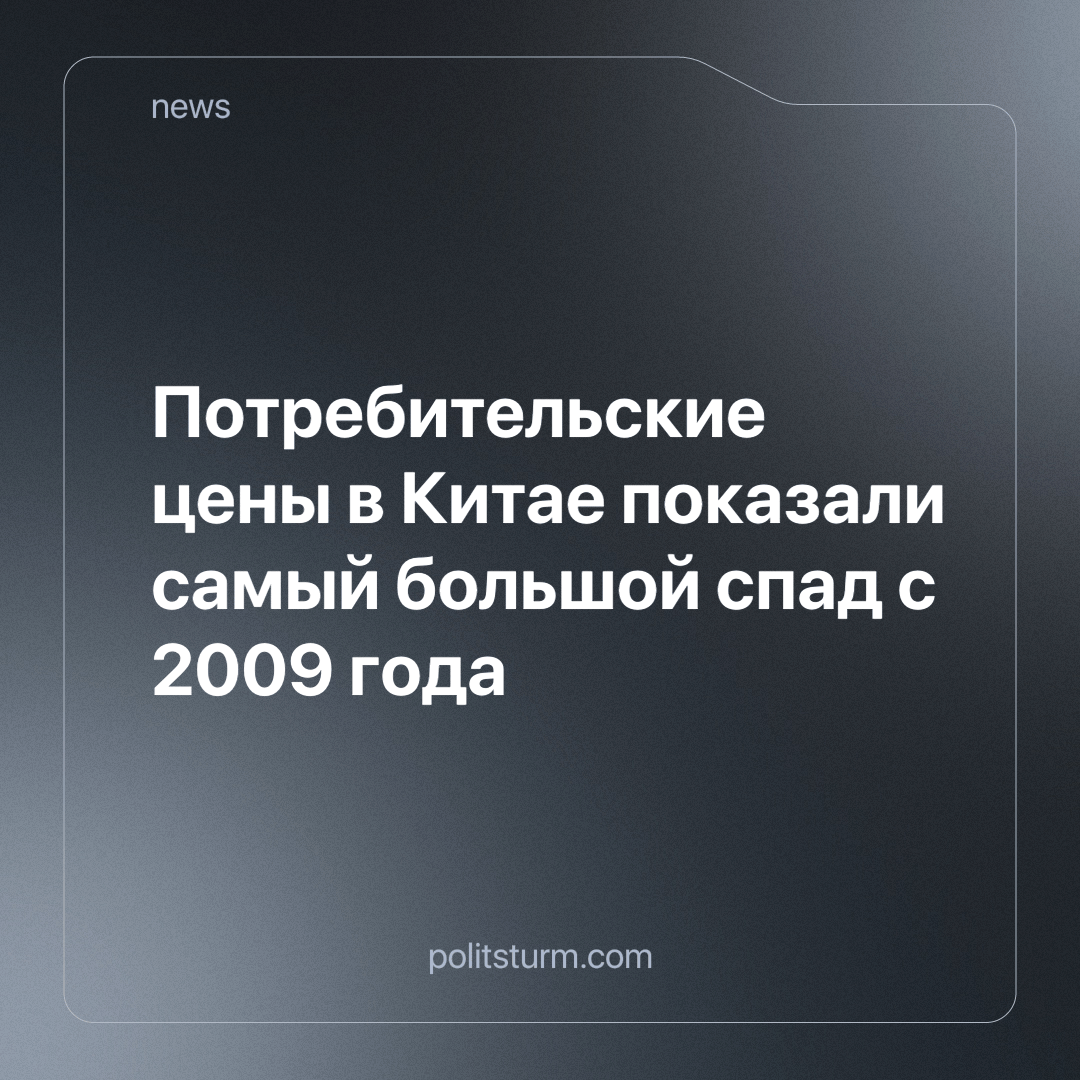 news
Потребительские
цены в Китае показали
самый большой спад с
2009 года
politsturm.com